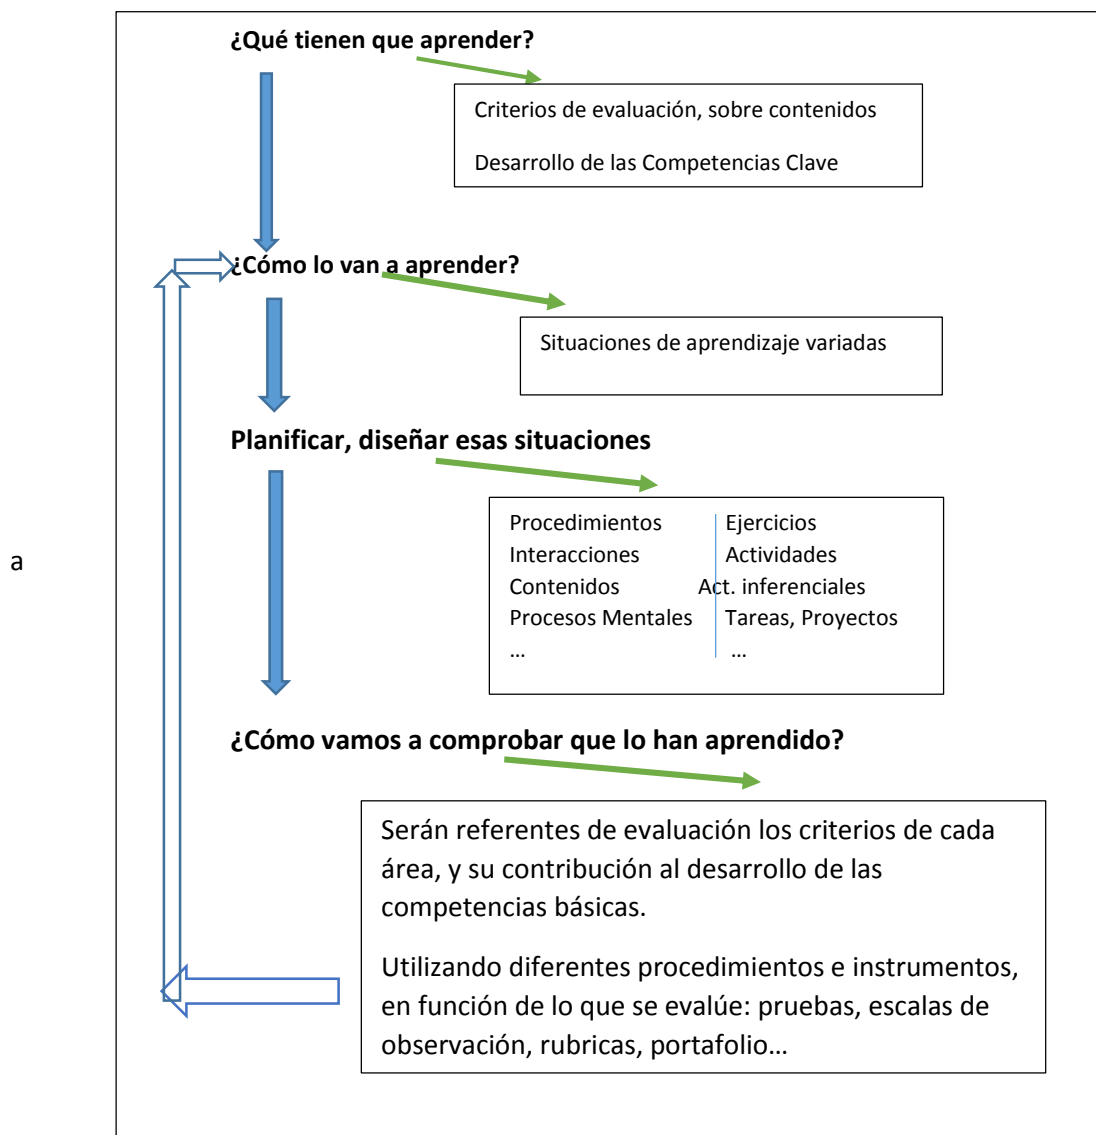 ¿Qué tienen que aprender?
Criterios de evaluación, sobre contenidos
Desarrollo de las Competencias Clave
¿Cómo lo van a aprender?
Situaciones de aprendizaje variadas
Planificar, diseñar esas situaciones
Procedimientos Ejercicios
Interacciones Actividades
a
Contenidos Act. inferenciales
Procesos Mentales Tareas, Proyectos
... ...
¿Cómo vamos a comprobar que lo han aprendido?
Serán referentes de evaluación los criterios de cada
área, y su contribución al desarrollo de las
competencias básicas.
Utilizando diferentes procedimientos e instrumentos,
en función de lo que se evalúe: pruebas, escalas de
observación, rubricas, portafolio...